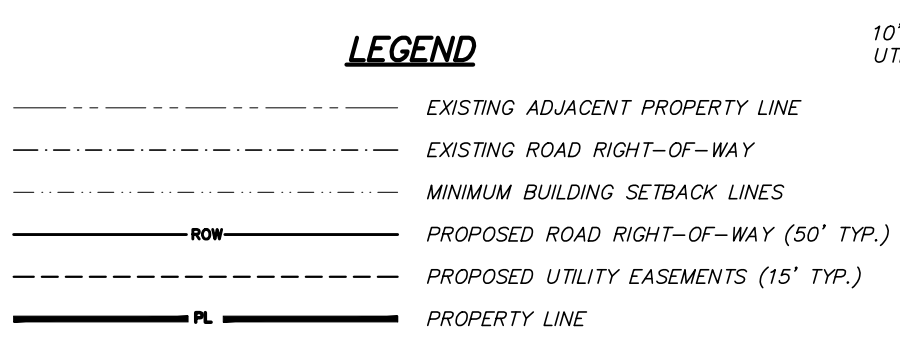 LEGEND
10'
EXISTING ADJACENT PROPERTY LINE
EXISTING ROAD RIGHT-OF-WAY
MINIMUM BUILDING SETBACK LINES
ROW PROPOSED ROAD RIGHT-OF-WAY (50' TYP.)
PROPOSED UTILITY EASEMENTS (15' TYP.)
PL PROPERTY LINE